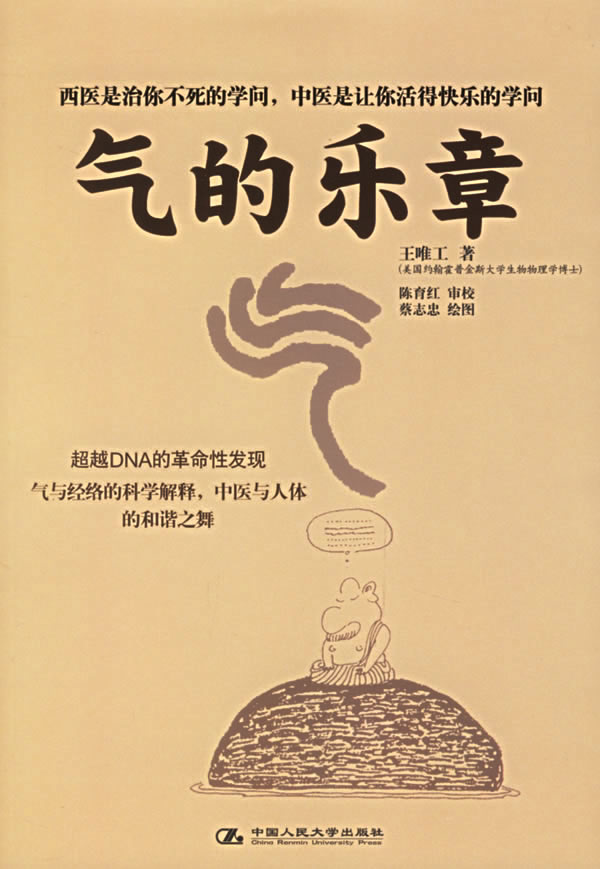 西医是治你不死的学问，中医是让你活得快乐的学问
气的乐章
王唯工 著
(美国约翰霍普金斯大学生物物理学博士)
陈育红 审校
蔡志忠 绘图
气
超越DNA的革命性发现
气与经络的科学解释，中医与人体
的和谐之舞
中国人民大学出版社
China Renmin University Press